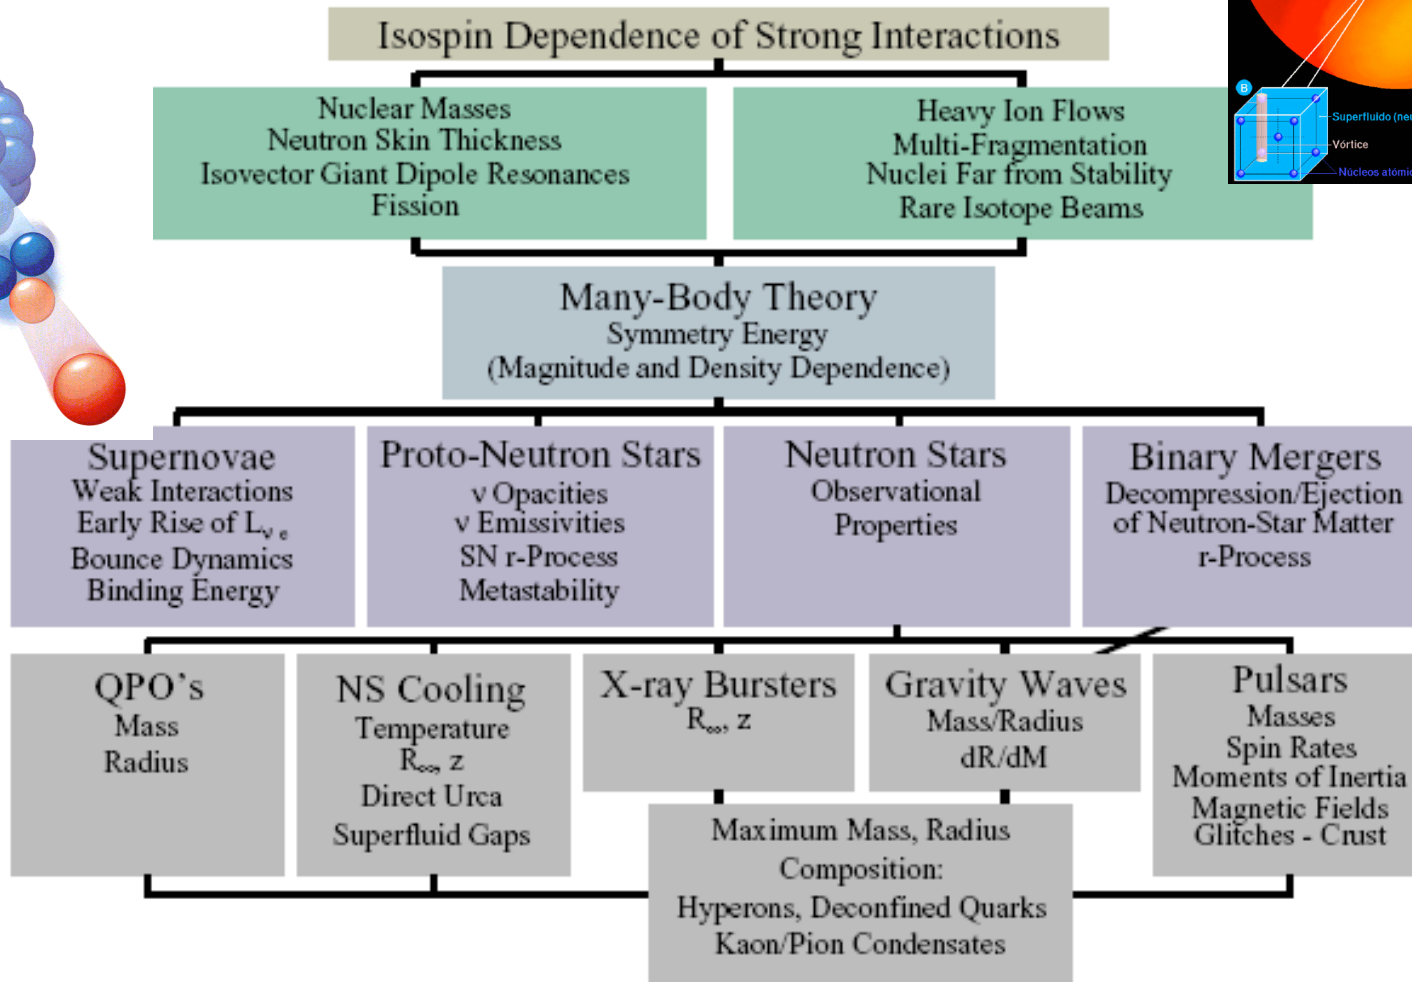 Isospin Dependence of Strong Interactions
Nuclear Masses
Neutron Skin Thickness
Isovector Giant Dipole Resonances
Fission
Heavy Ion Flows
Multi-Fragmentation
Nuclei Far from Stability
Rare Isotope Beams
B
Superfluido (neu
Vórtice
Núcleos atómic
Many-Body Theory
Symmetry Energy
(Magnitude and Density Dependence)
Supernovae
Weak Interactions
Early Rise of L_ν e
Bounce Dynamics
Binding Energy
Proto-Neutron Stars
ν Opacities
ν Emissivities
SN r-Process
Metastability
Neutron Stars
Observational
Properties
Binary Mergers
Decompression/Ejection
of Neutron-Star Matter
r-Process
QPO’s
Mass
Radius
NS Cooling
Temperature
R∞, z
Direct Urca
Superfluid Gaps
X-ray Bursters
R∞, z
Gravity Waves
Mass/Radius
dR/dM
Pulsars
Masses
Spin Rates
Moments of Inertia
Magnetic Fields
Glitches - Crust
Maximum Mass, Radius
Composition:
Hyperons, Deconfined Quarks
Kaon/Pion Condensates